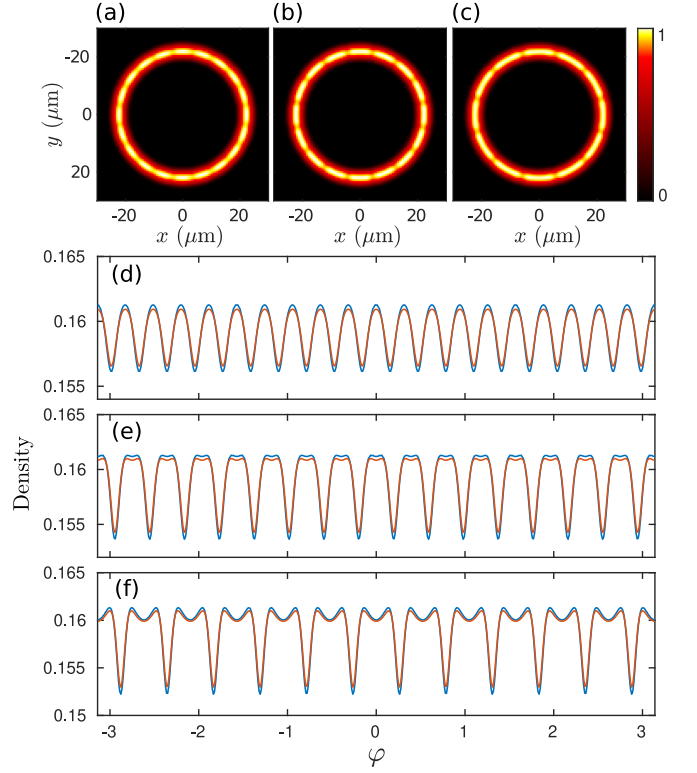 (a) (b) (c)
-20 0 20
y (μm)
-20 0 20 -20 0 20 -20 0 20
x (μm) x (μm) x (μm)
1
0
(d)
0.165
0.16
0.155
(e)
0.165
0.16
0.155
Density
(f)
0.165
0.16
0.155
0.15
-3 -2 -1 0 1 2 3
φ